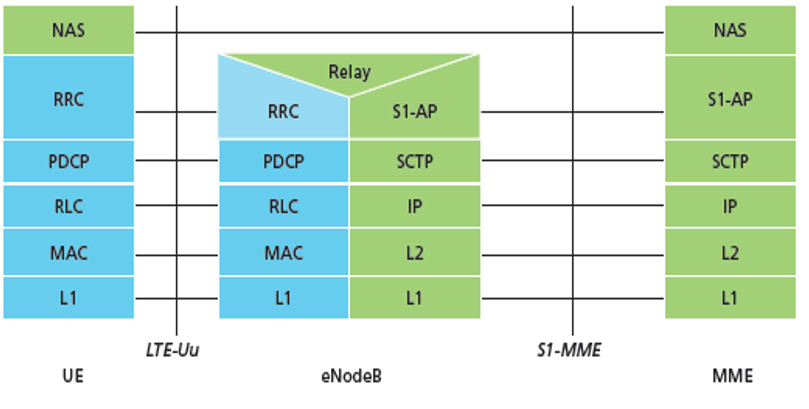 NAS NAS
Relay
RRC RRC S1-AP S1-AP
PDCP PDCP SCTP SCTP
RLC RLC IP IP
MAC MAC L2 L2
L1 L1 L1 L1
LTE-Uu S1-MME
UE eNodeB MME